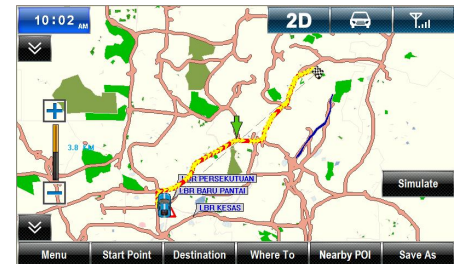 10:02 AM
2D
3.8 KM
LBR PERSEKUTUAN
LBR BARU PANTAI
LBR KESAS
Simulate
Menu
Start Point
Destination
Where To
Nearby POI
Save As